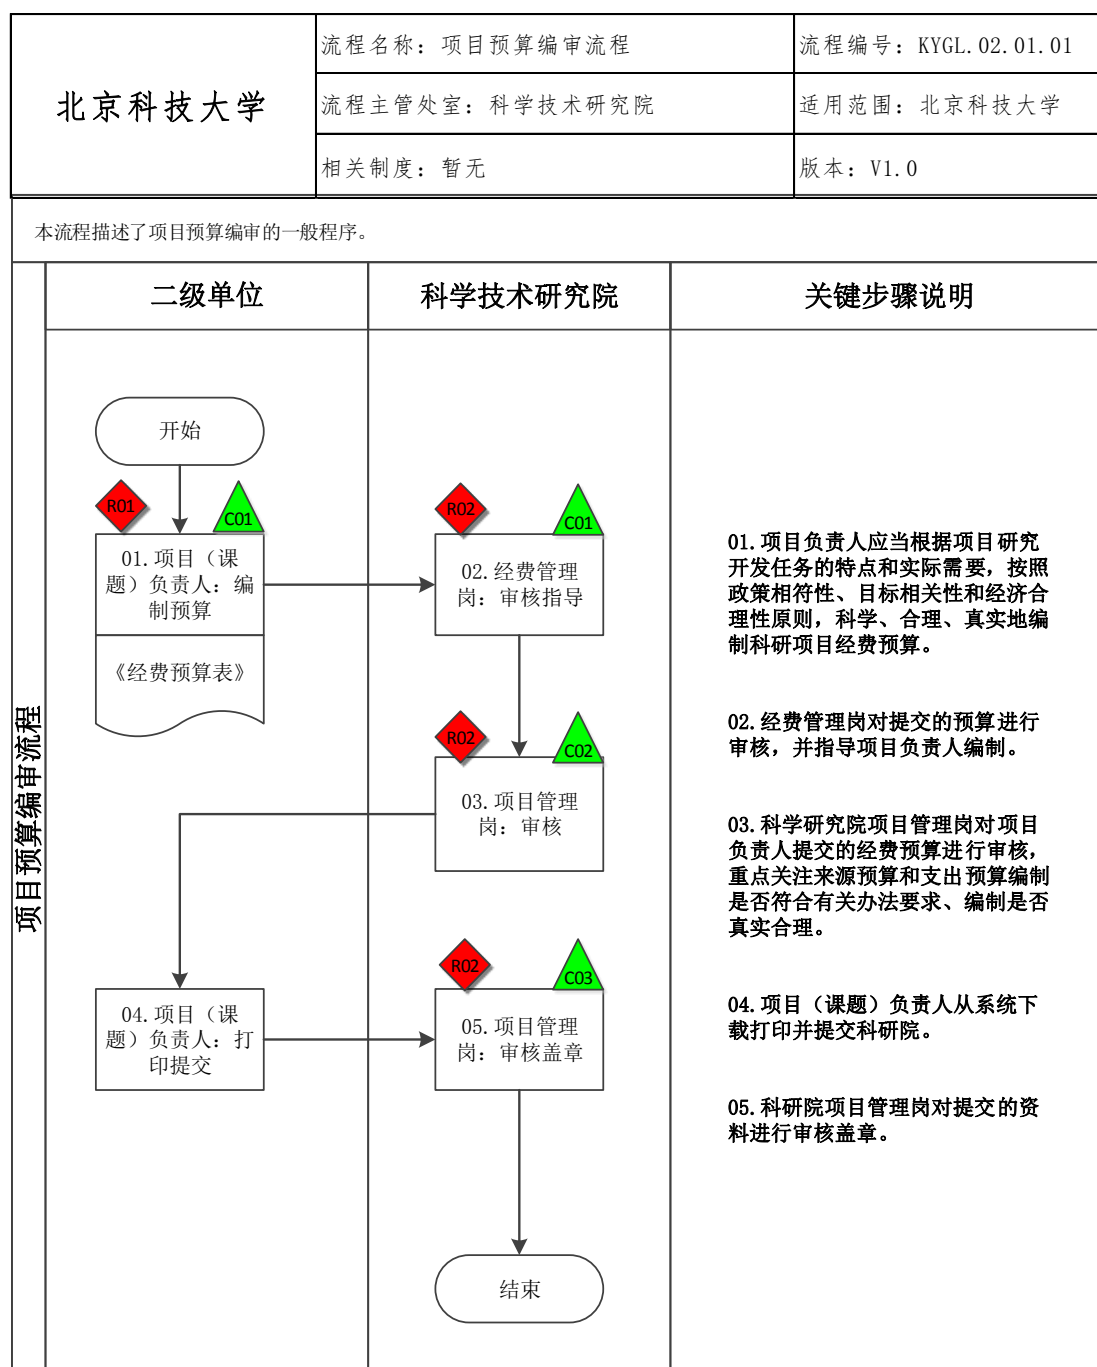 北京科技大学
流程名称：项目预算编审流程
流程编号：KYGL.02.01.01
流程主管处室：科学技术研究院
适用范围：北京科技大学
相关制度：暂无
版本：V1.0
本流程描述了项目预算编审的一般程序。
项目预算编审流程
二级单位
科学技术研究院
关键步骤说明
开始
R01
C01
01.项目（课
题）负责人：编
制预算
《经费预算表》
R02
C01
02.经费管理
岗：审核指导
R02
C02
03.项目管理
岗：审核
04.项目（课
题）负责人：打
印提交
R02
C03
05.项目管理
岗：审核盖章
结束
01.项目负责人应当根据项目研究
开发任务的特点和实际需要，按照
政策相符性、目标相关性和经济合
理性原则，科学、合理、真实地编
制科研项目经费预算。
02.经费管理岗对提交的预算进行
审核，并指导项目负责人编制。
03.科学研究院项目管理岗对项目
负责人提交的经费预算进行审核，
重点关注来源预算和支出预算编制
是否符合有关办法要求、编制是否
真实合理。
04.项目（课题）负责人从系统下
载打印并提交科研院。
05.科研院项目管理岗对提交的资
料进行审核盖章。